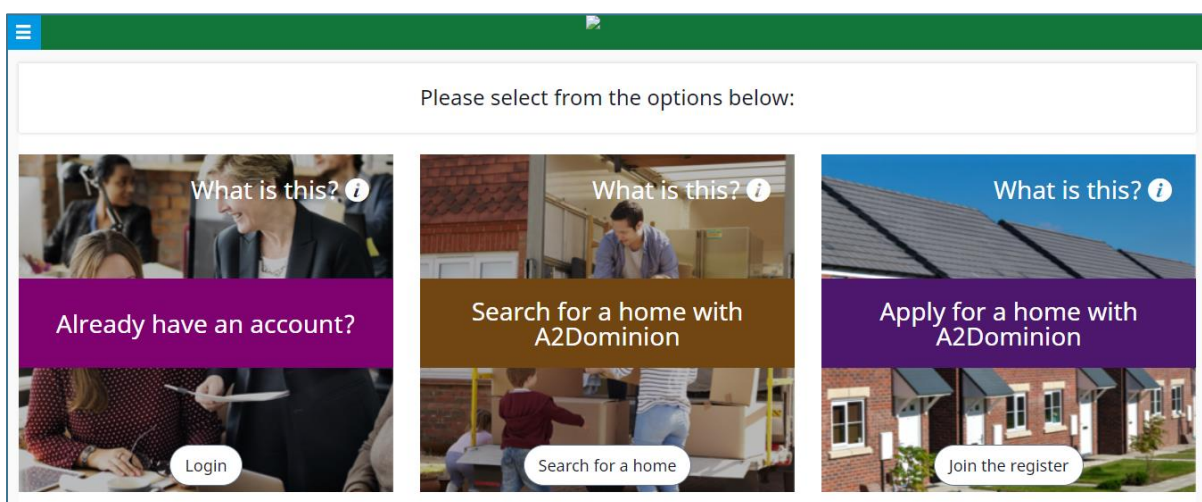 Please select from the options below:
What is this? i
Already have an account?
Login
What is this? i
Search for a home with
A2Dominion
Search for a home
What is this? i
Apply for a home with
A2Dominion
Join the register